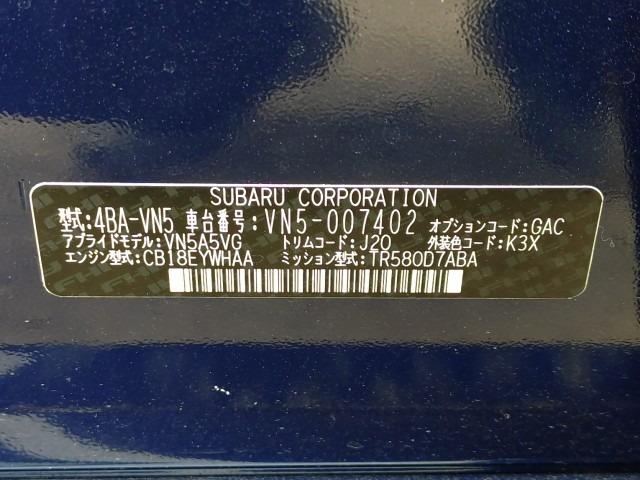 SUBARU CORPORATION
型式:4BA-VN5 車台番号:VN5-007402 オプションコード:GAC
アプライドモデル:VN5A5VG トリムコード:J20 外装色コード:K3X
エンジン型式:CB18EYWHAA ミッション型式:TR580D7ABA